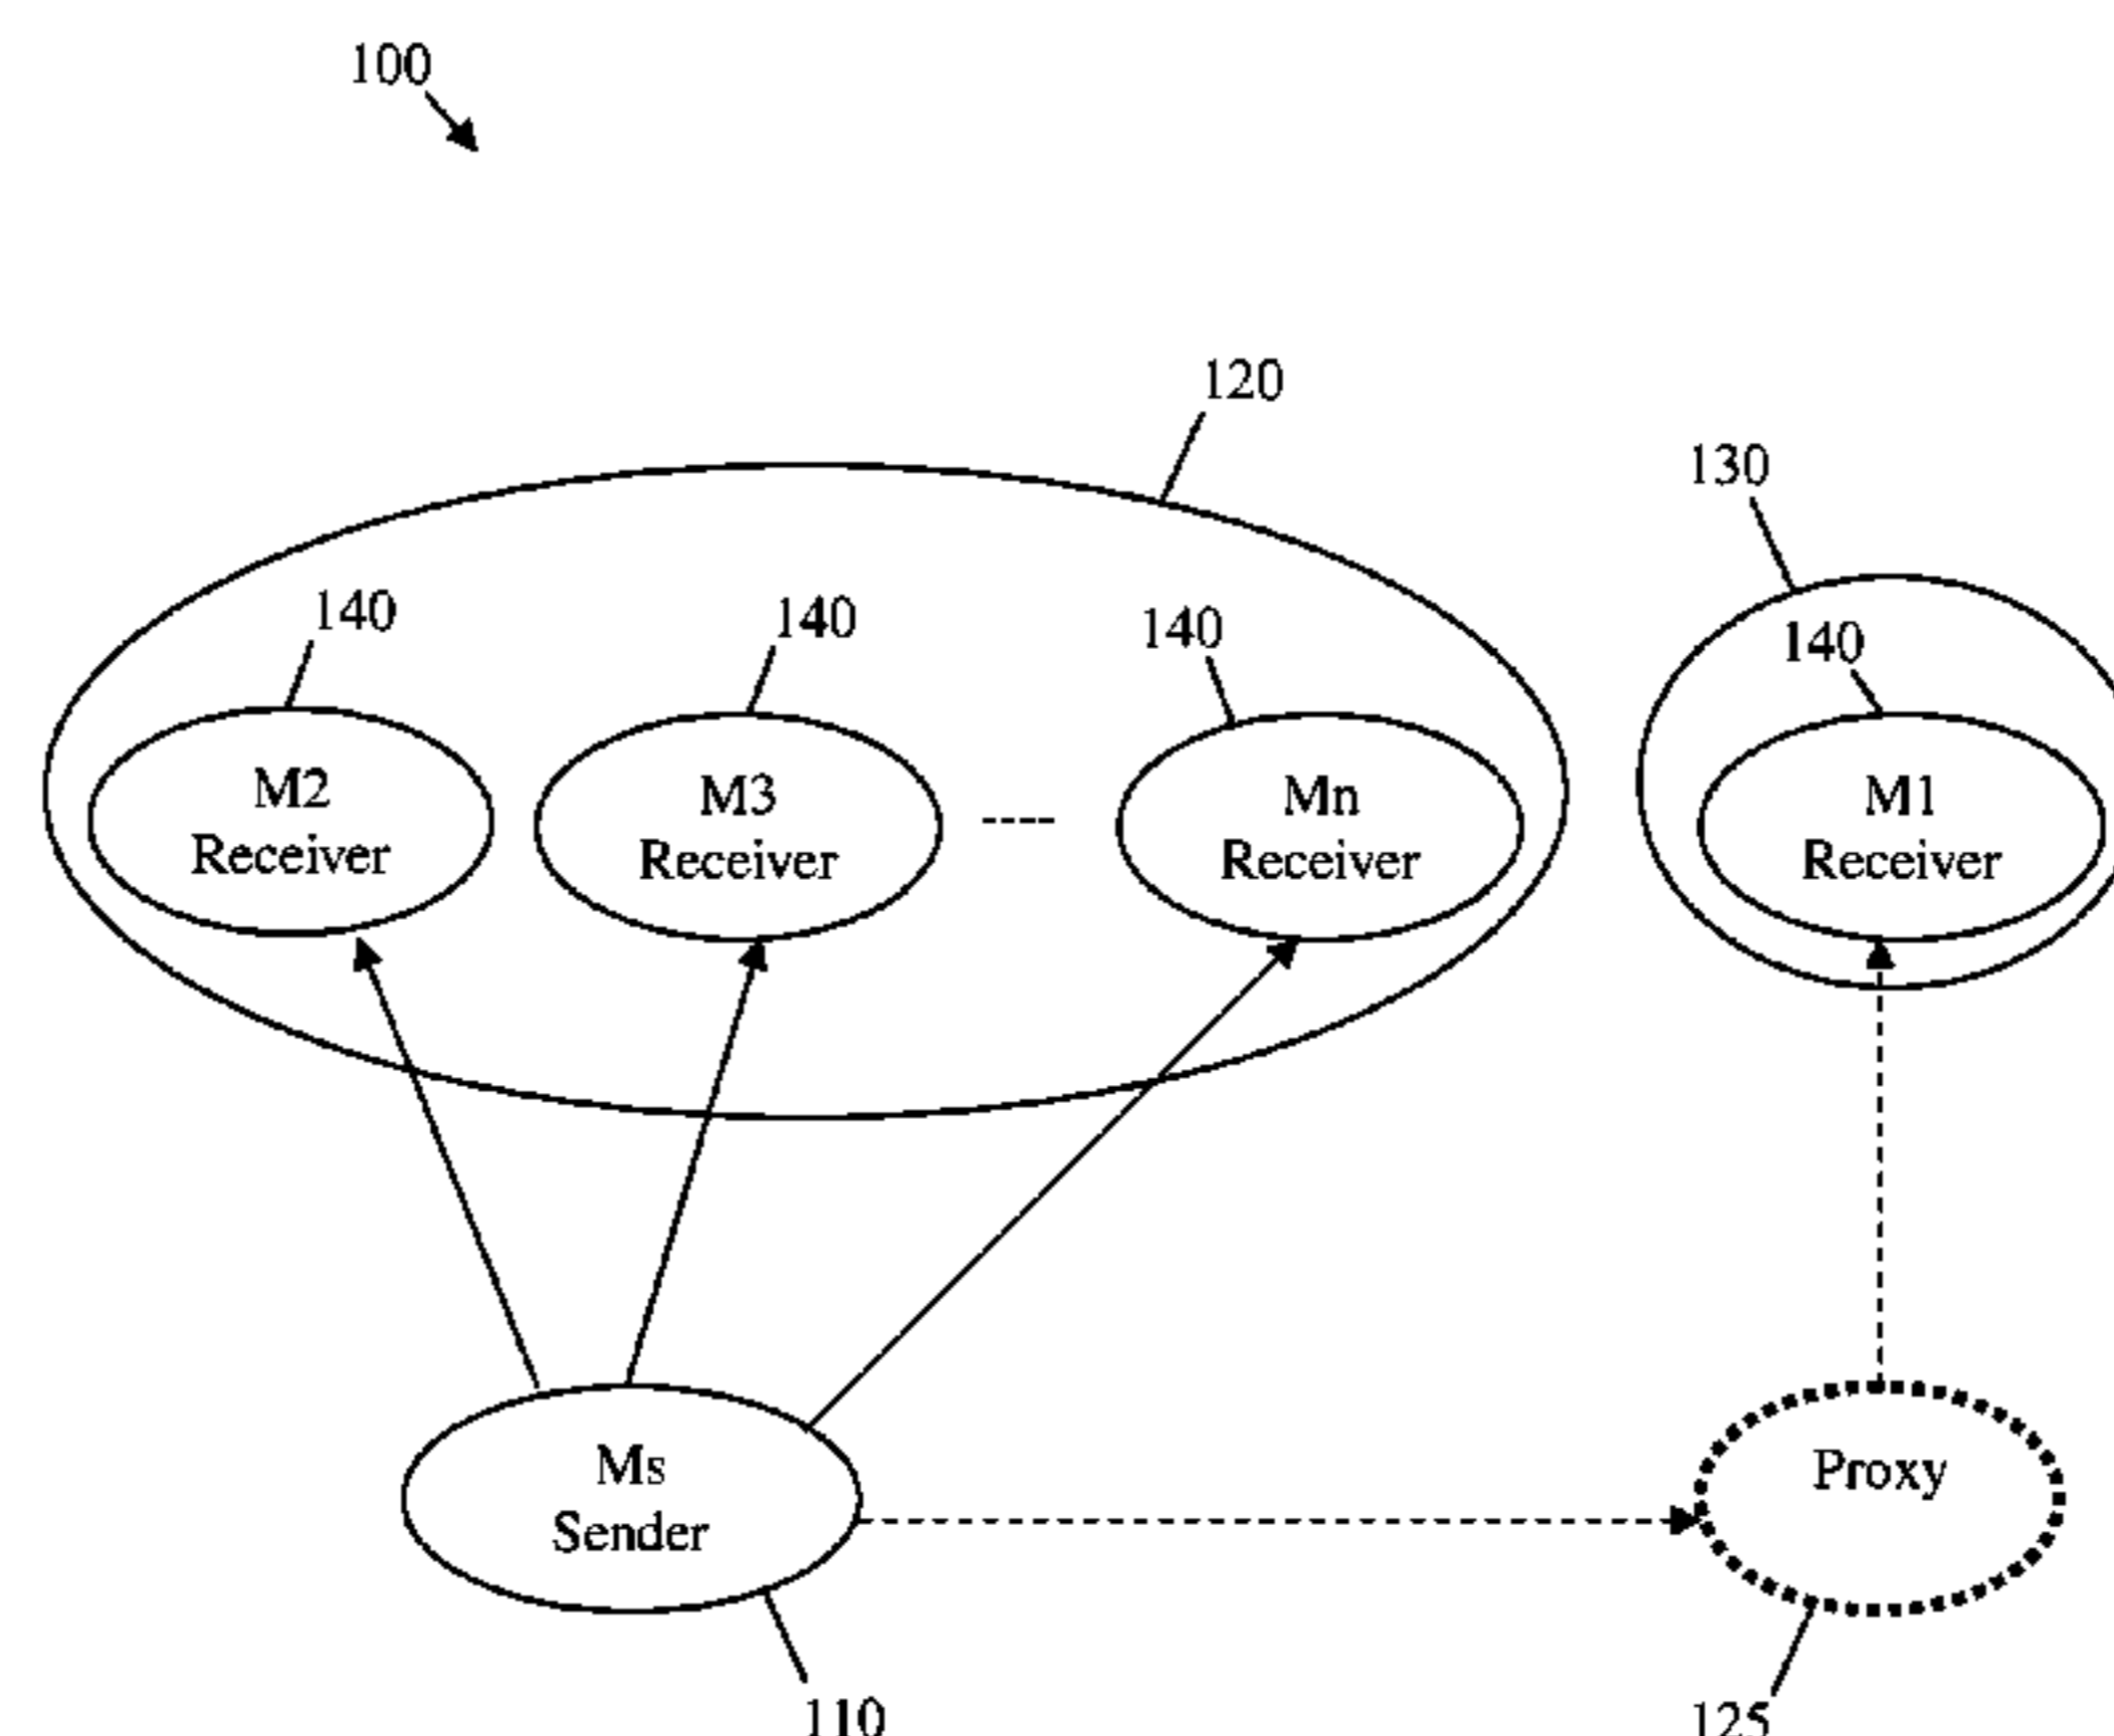 100
120
130
140
140
140
140
M2
Receiver
M3
Receiver
----
Mn
Receiver
M1
Receiver
Ms
Sender
Proxy
110
125